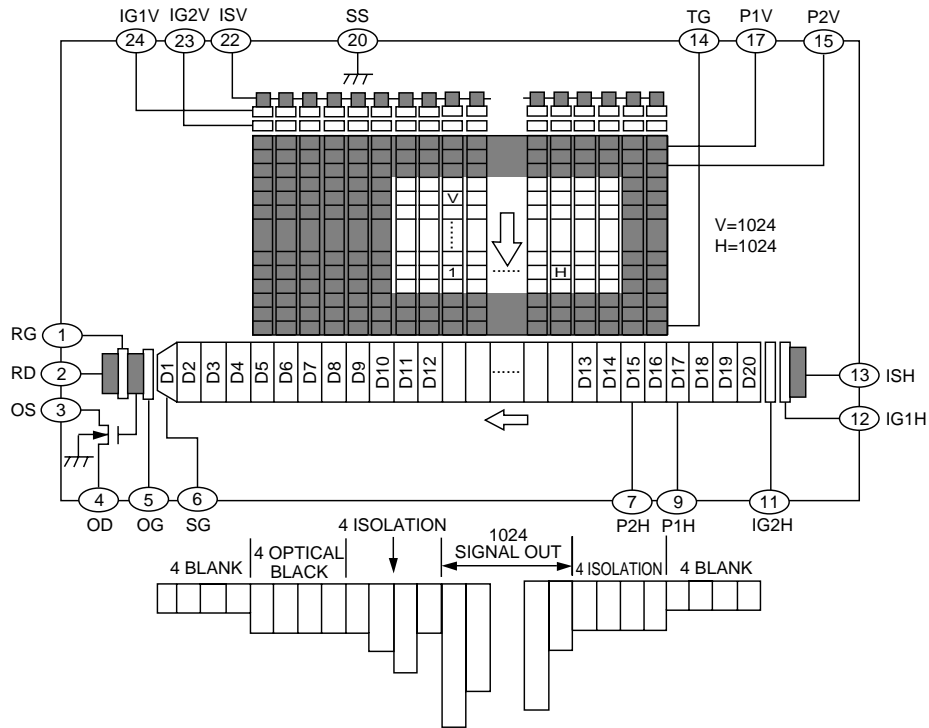 IG1V IG2V ISV SS TG P1V P2V
24 23 22 20 14 17 15
V
1 H
V=1024
H=1024
RG 1
RD 2
OS 3
D1 D2 D3 D4 D5 D6 D7 D8 D9 D10 D11 D12 D13 D14 D15 D16 D17 D18 D19 D20
13 ISH
12 IG1H
4 5 6 7 9 11
OD OG SG P2H P1H IG2H
4 BLANK
4 OPTICAL
BLACK
4 ISOLATION
1024
SIGNAL OUT
4 ISOLATION
4 BLANK